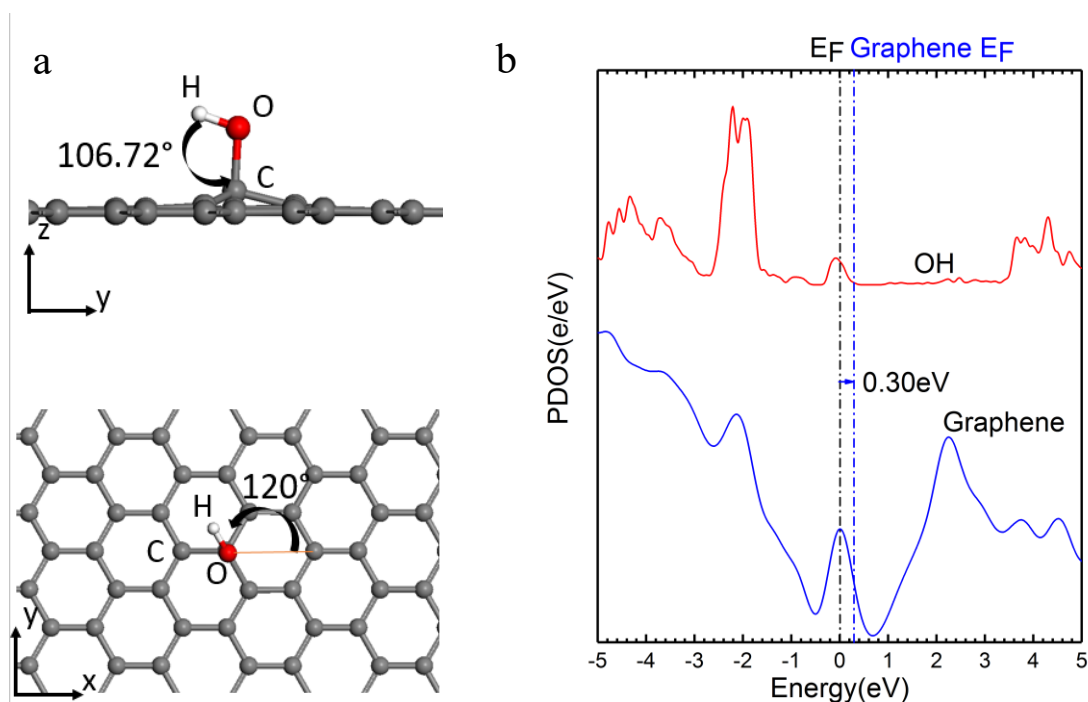 a
H
O
106.72°
C
z
y
H
120°
C
O
y
x
b
EF Graphene EF
PDOS(e/eV)
OH
0.30eV
Graphene
-5 -4 -3 -2 -1 0 1 2 3 4 5
Energy(eV)